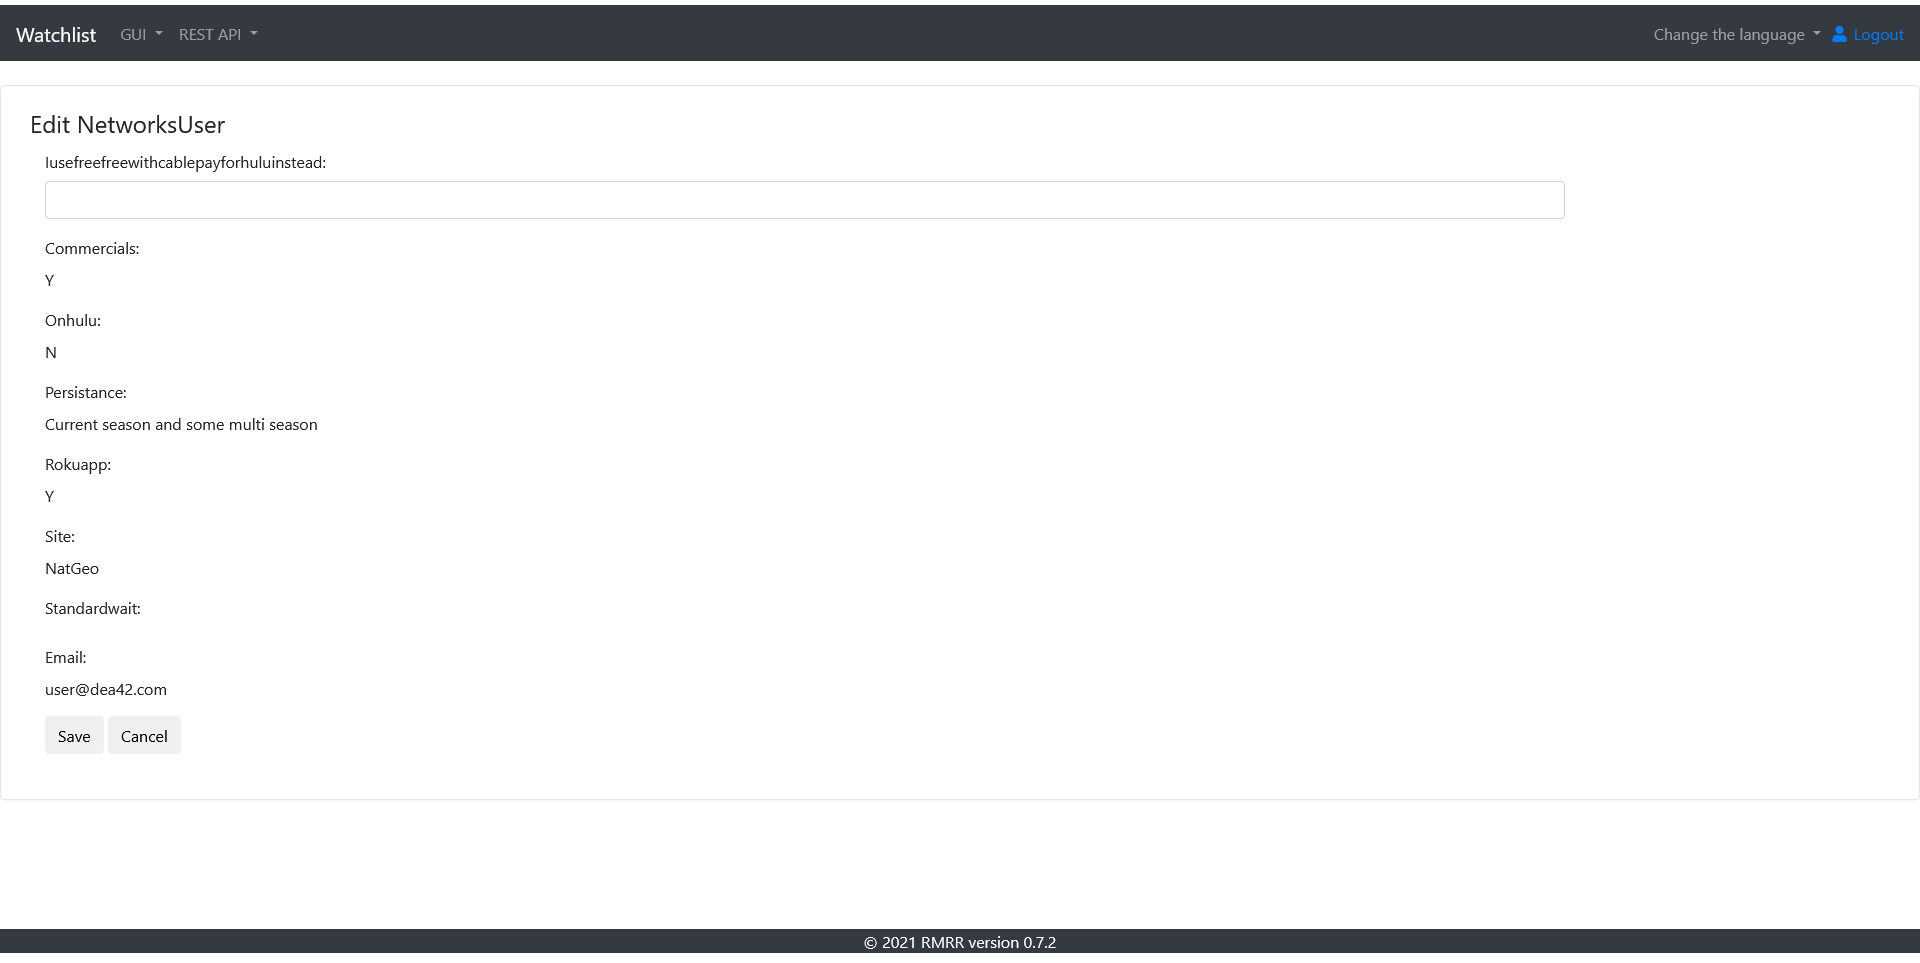 Watchlist GUI REST API Change the language Logout
Edit NetworksUser
Iusefreefreewithcablepayforhuluinstead:
Commercials:
Y
Onhulu:
N
Persistance:
Current season and some multi season
Rokuapp:
Y
Site:
NatGeo
Standardwait:
Email:
user@dea42.com
Save Cancel
© 2021 RMRR version 0.7.2